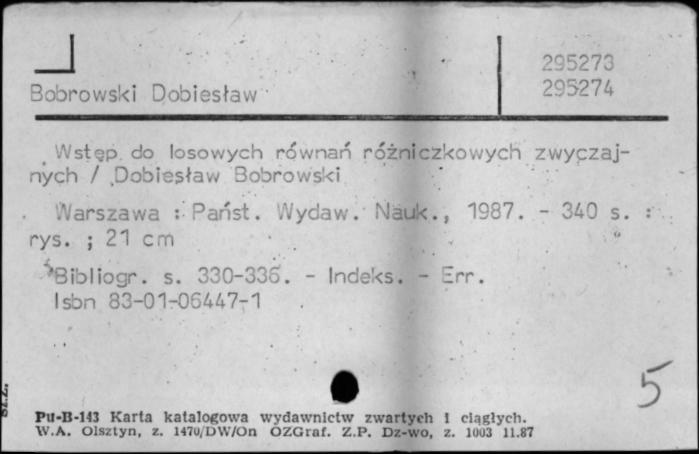 295273
Bobrowski Dobiesław 295274
Wstęp do losowych równań różniczkowych zwyczaj-
nych / Dobiesław Bobrowski
Warszawa : Państ. Wydaw. Nauk., 1987. - 340 s. :
rys. ; 21 cm
Bibliogr. s. 330-336. - Indeks. - Err.
Isbn 83-01-06447-1
5
Pu-B-143 Karta katalogowa wydawnictw zwartych i ciągłych.
W.A. Olsztyn, z. 1470/DW/On OZGraf. Z.P. Dz-wo, z. 1003 11.87